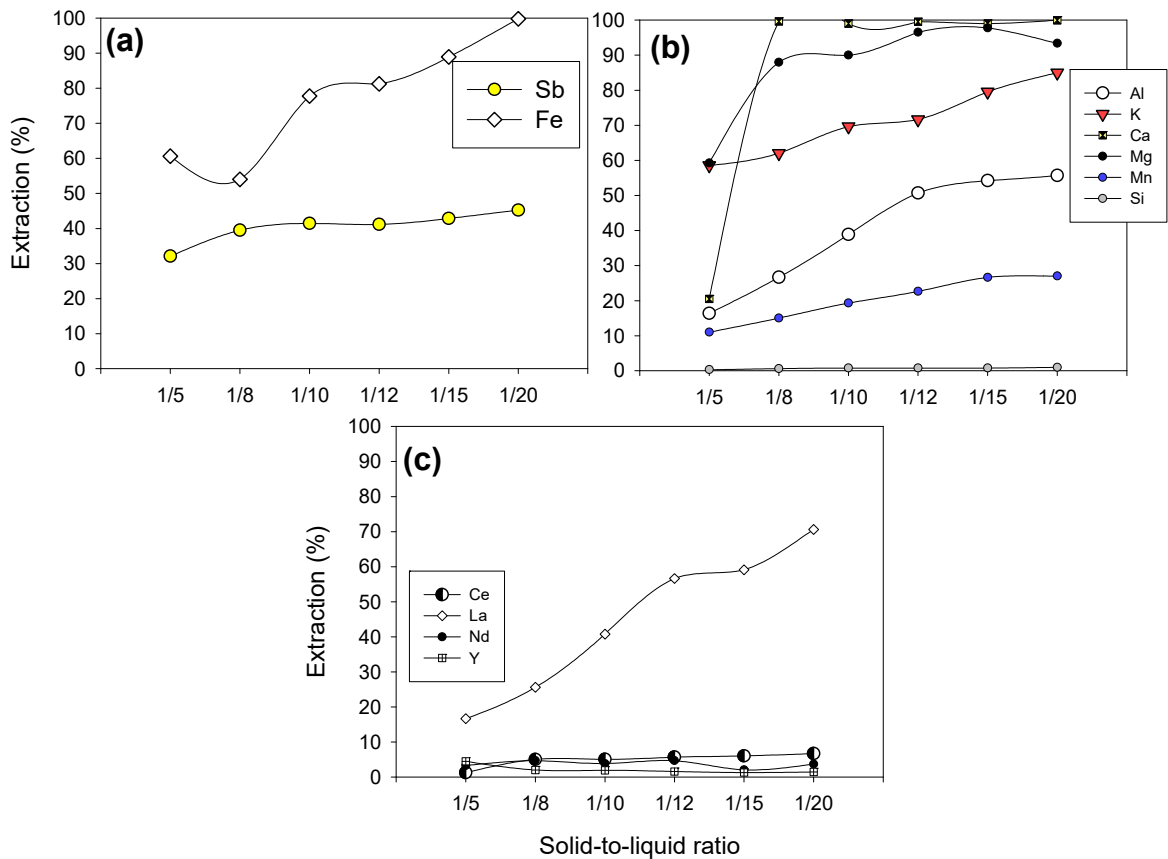 (a)
Extraction (%)
100
90
80
70
60
50
40
30
20
10
0
Sb
Fe
1/5 1/8 1/10 1/12 1/15 1/20
(b)
100
90
80
70
60
50
40
30
20
10
0
Al
K
Ca
Mg
Mn
Si
1/5 1/8 1/10 1/12 1/15 1/20
(c)
Extraction (%)
100
90
80
70
60
50
40
30
20
10
0
Ce
La
Nd
Y
1/5 1/8 1/10 1/12 1/15 1/20
Solid-to-liquid ratio